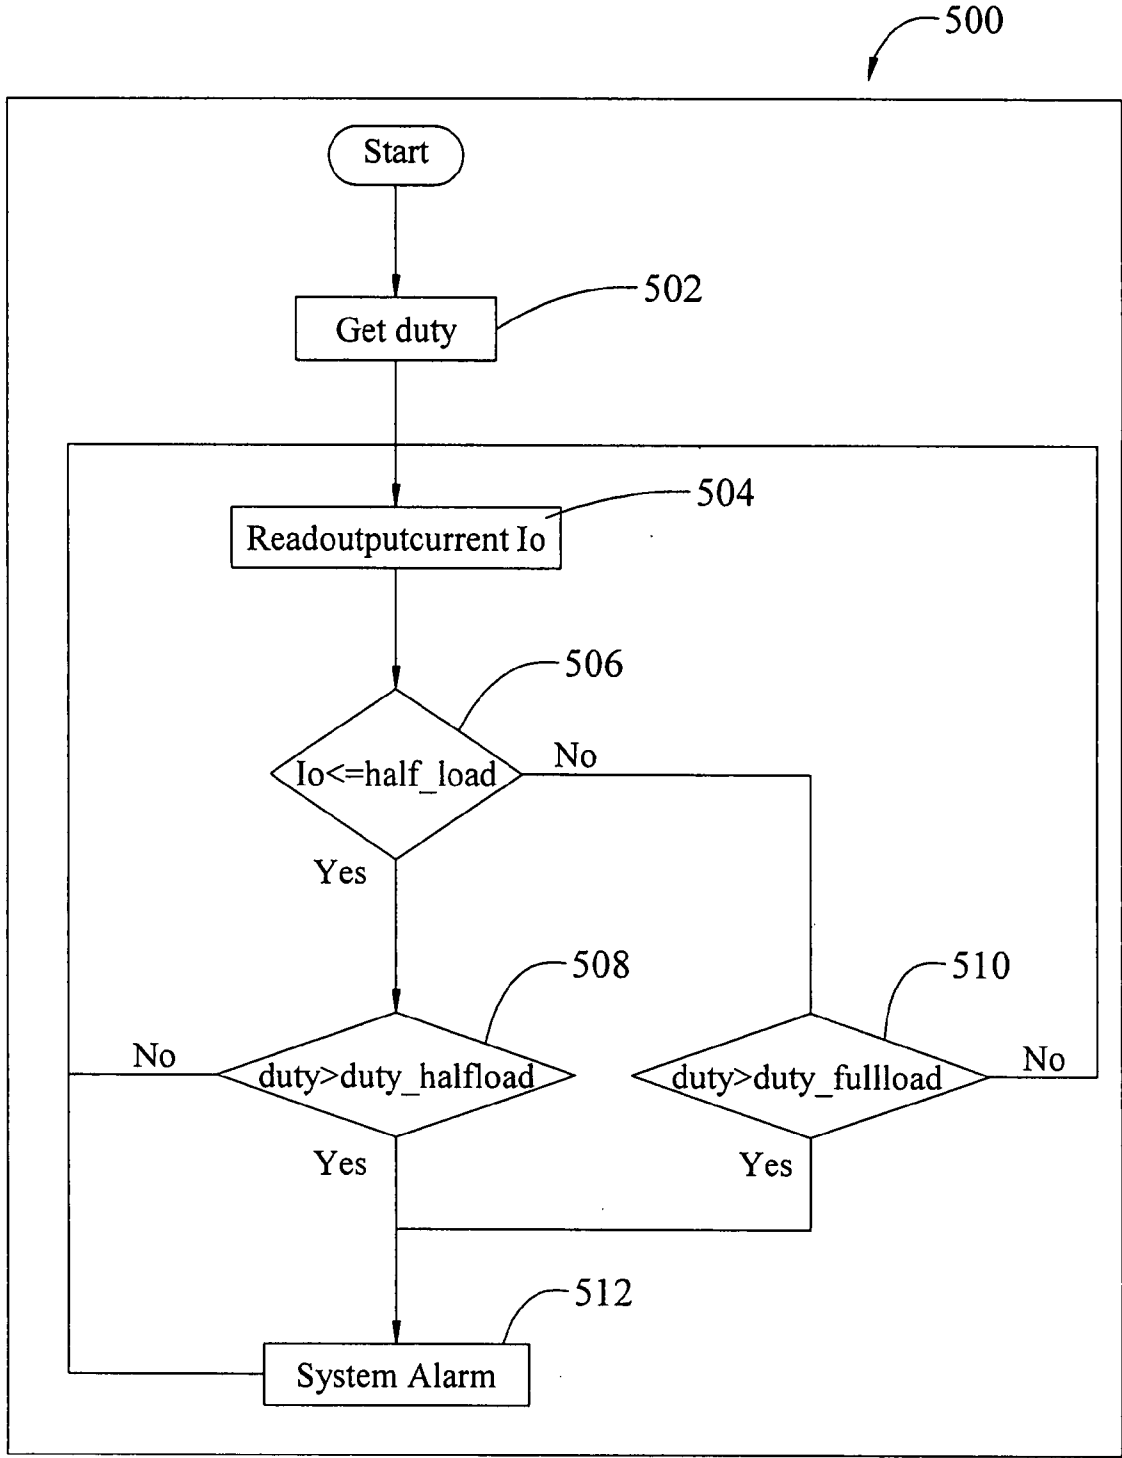 500
Start
502
Get duty
504
Readoutputcurrent Io
506
Io<=half_load
No
Yes
508
510
No
duty>duty_halfload
duty>duty_fullload
No
Yes
Yes
512
System Alarm